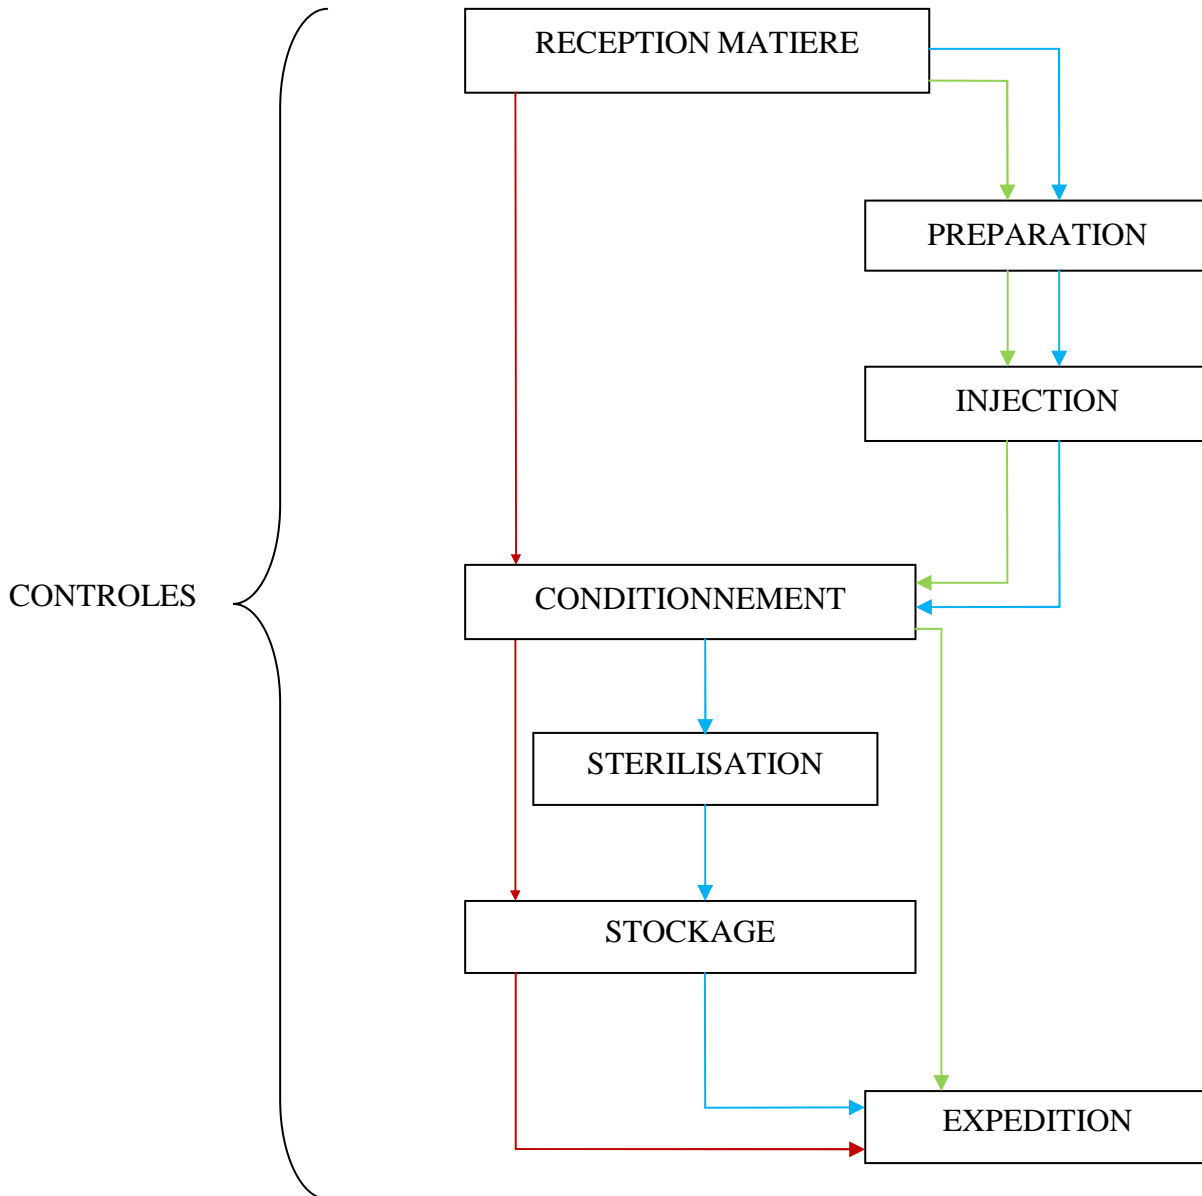 RECEPTION MATIERE
PREPARATION
INJECTION
CONTROLES
CONDITIONNEMENT
STERILISATION
STOCKAGE
EXPEDITION